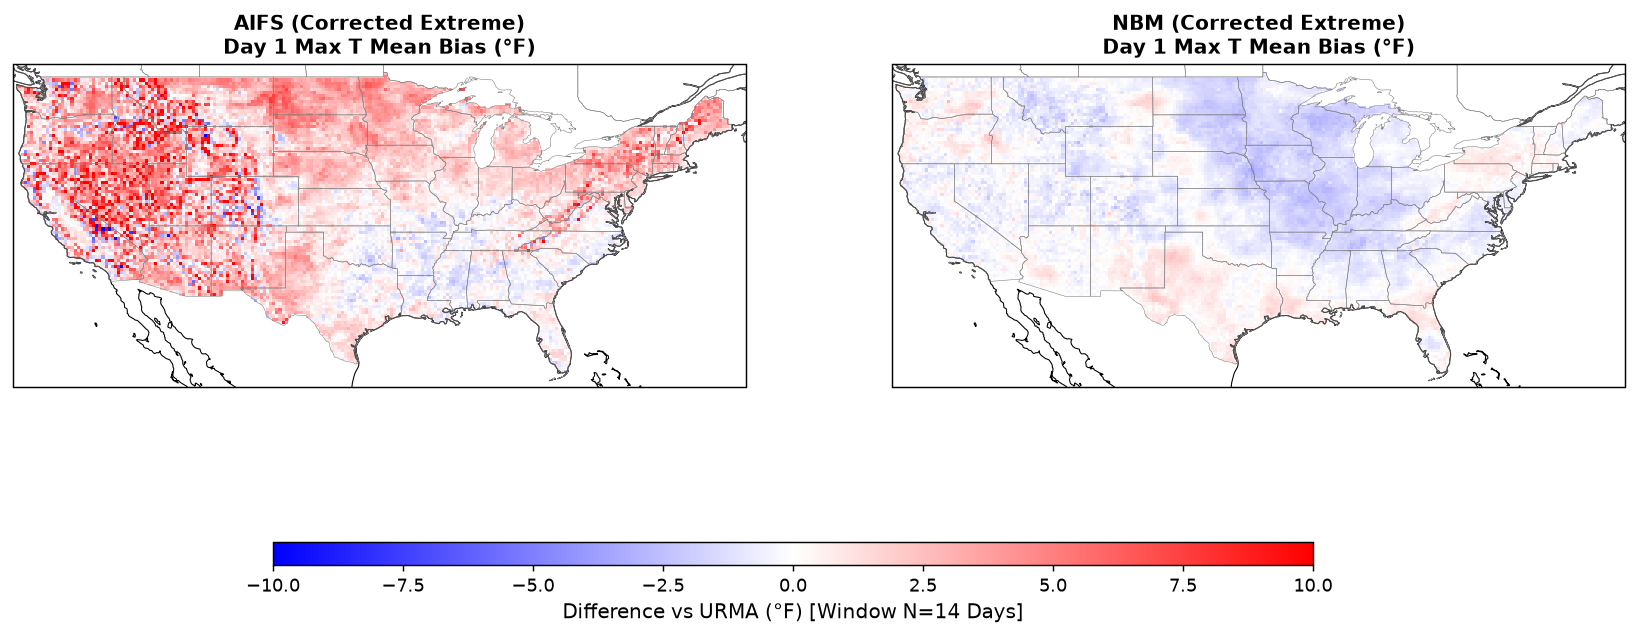 AIFS (Corrected Extreme)
Day 1 Max T Mean Bias (°F)
NBM (Corrected Extreme)
Day 1 Max T Mean Bias (°F)
−10.0 −7.5 −5.0 −2.5 0.0 2.5 5.0 7.5 10.0
Difference vs URMA (°F) [Window N=14 Days]